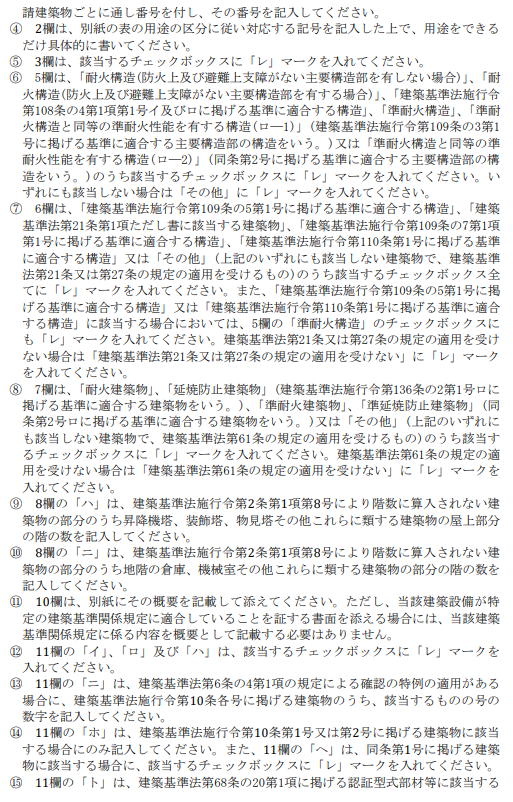 請建築物ごとに通し番号を付し、その番号を記入してください。
④ 2欄は、別紙の表の用途の区分に従い対応する記号を記入した上で、用途をできる
だけ具体的に書いてください。
⑤ 3欄は、該当するチェックボックスに「レ」マークを入れてください。
⑥ 5欄は、「耐火構造(防火上及び避難上支障がない主要構造部を有しない場合)」、「耐
火構造(防火上及び避難上支障がない主要構造部を有する場合)」、「建築基準法施行令
第108条の4第1項第1号イ及びロに掲げる基準に適合する構造」、「準耐火構造」、「準耐
火構造と同等の準耐火性能を有する構造(ロ―1)」(建築基準法施行令第109条の3第1
号に掲げる基準に適合する主要構造部の構造をいう。)又は「準耐火構造と同等の準
耐火性能を有する構造(ロ―2)」(同条第2号に掲げる基準に適合する主要構造部の構
造をいう。)のうち該当するチェックボックスに「レ」マークを入れてください。い
ずれにも該当しない場合は「その他」に「レ」マークを入れてください。
⑦ 6欄は、「建築基準法施行令第109条の5第1号に掲げる基準に適合する構造」、「建築
基準法第21条第1項ただし書に該当する建築物」、「建築基準法施行令第109条の7第1項
第1号に掲げる基準に適合する構造」、「建築基準法施行令第110条第1号に掲げる基準
に適合する構造」又は「その他」(上記のいずれにも該当しない建築物で、建築基準
法第21条又は第27条の規定の適用を受けるもの)のうち該当するチェックボックス全
てに「レ」マークを入れてください。また、「建築基準法施行令第109条の5第1号に掲
げる基準に適合する構造」又は「建築基準法施行令第110条第1号に掲げる基準に適合
する構造」に該当する場合においては、5欄の「準耐火構造」のチェックボックスに
も「レ」マークを入れてください。建築基準法第21条又は第27条の規定の適用を受け
ない場合は「建築基準法第21条又は第27条の規定の適用を受けない」に「レ」マーク
を入れてください。
⑧ 7欄は、「耐火建築物」、「延焼防止建築物」(建築基準法施行令第136条の2第1号ロに
掲げる基準に適合する建築物をいう。)、「準耐火建築物」、「準延焼防止建築物」(同
条第2号ロに掲げる基準に適合する建築物をいう。)又は「その他」(上記のいずれに
も該当しない建築物で、建築基準法第61条の規定の適用を受けるもの)のうち該当す
るチェックボックスに「レ」マークを入れてください。建築基準法第61条の規定の適
用を受けない場合は「建築基準法第61条の規定の適用を受けない」に「レ」マークを
入れてください。
⑨ 8欄の「ハ」は、建築基準法施行令第2条第1項第8号により階数に算入されない建
築物の部分のうち昇降機塔、装飾塔、物見塔その他これらに類する建築物の屋上部分
の階の数を記入してください。
⑩ 8欄の「ニ」は、建築基準法施行令第2条第1項第8号により階数に算入されない建
築物の部分のうち地階の倉庫、機械室その他これらに類する建築物の部分の階の数を
記入してください。
⑪ 10欄は、別紙にその概要を記載して添えてください。ただし、当該建築設備が特
定の建築基準関係規定に適合していることを証する書面を添える場合には、当該建築
基準関係規定に係る内容を概要として記載する必要はありません。
⑫ 11欄の「イ」、「ロ」及び「ハ」は、該当するチェックボックスに「レ」マークを
入れてください。
⑬ 11欄の「ニ」は、建築基準法第6条の4第1項の規定による確認の特例の適用がある
場合に、建築基準法施行令第10条各号に掲げる建築物のうち、該当するものの号の
数字を記入してください。
⑭ 11欄の「ホ」は、建築基準法施行令第10条第1号又は第2号に掲げる建築物に該当
する場合にのみ記入してください。また、11欄の「ヘ」は、同条第1号に掲げる建築
物に該当する場合に、該当するチェックボックスに「レ」マークを入れてください。
⑮ 11欄の「ト」は、建築基準法第68条の20第1項に掲げる認証型式部材等に該当する